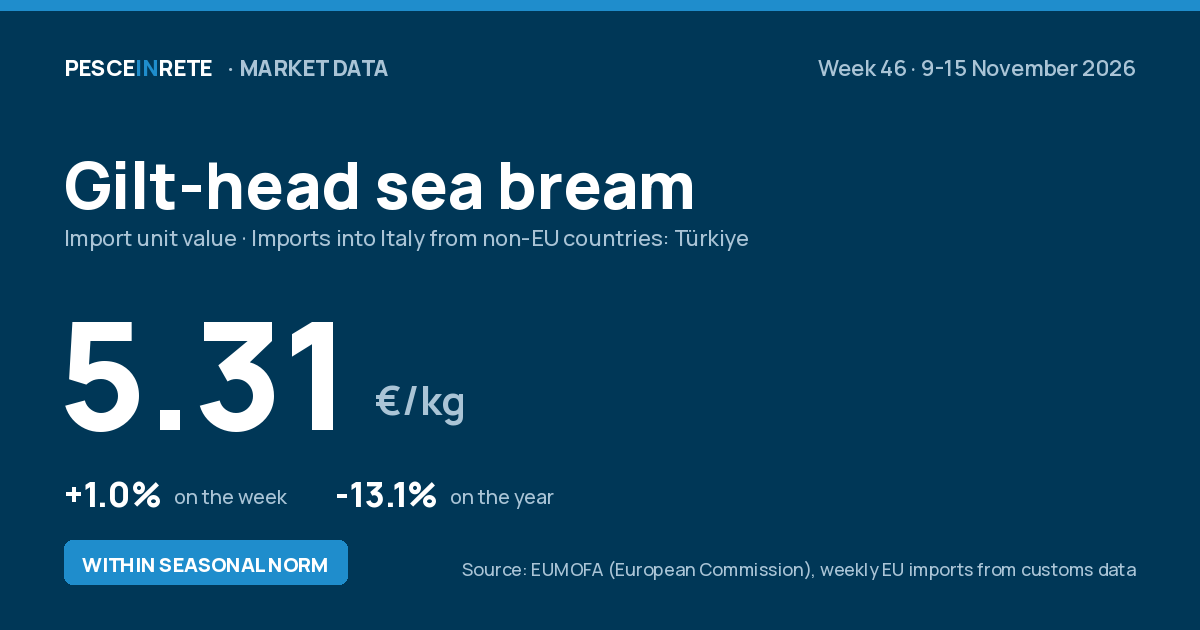 PESCEINRETE · MARKET DATA
Week 46 · 9-15 November 2026
Gilt-head sea bream
Import unit value · Imports into Italy from non-EU countries: Türkiye
5.31 €/kg
+1.0% on the week -13.1% on the year
WITHIN SEASONAL NORM
Source: EUMOFA (European Commission), weekly EU imports from customs data